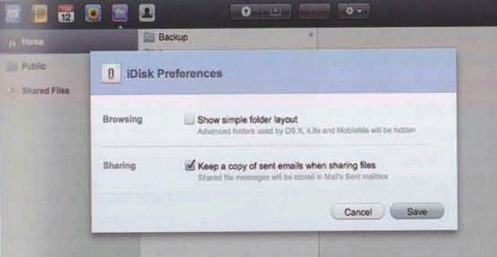 TUE
12
Home
Backup
Public
Shared Files
iDisk Preferences
Browsing
Show simple folder layout
Advanced folders used by OS X, iLife and MobileMe will be hidden
Sharing
Keep a copy of sent emails when sharing files
Shared file messages will be stored in Mail's Sent mailbox
Cancel
Save